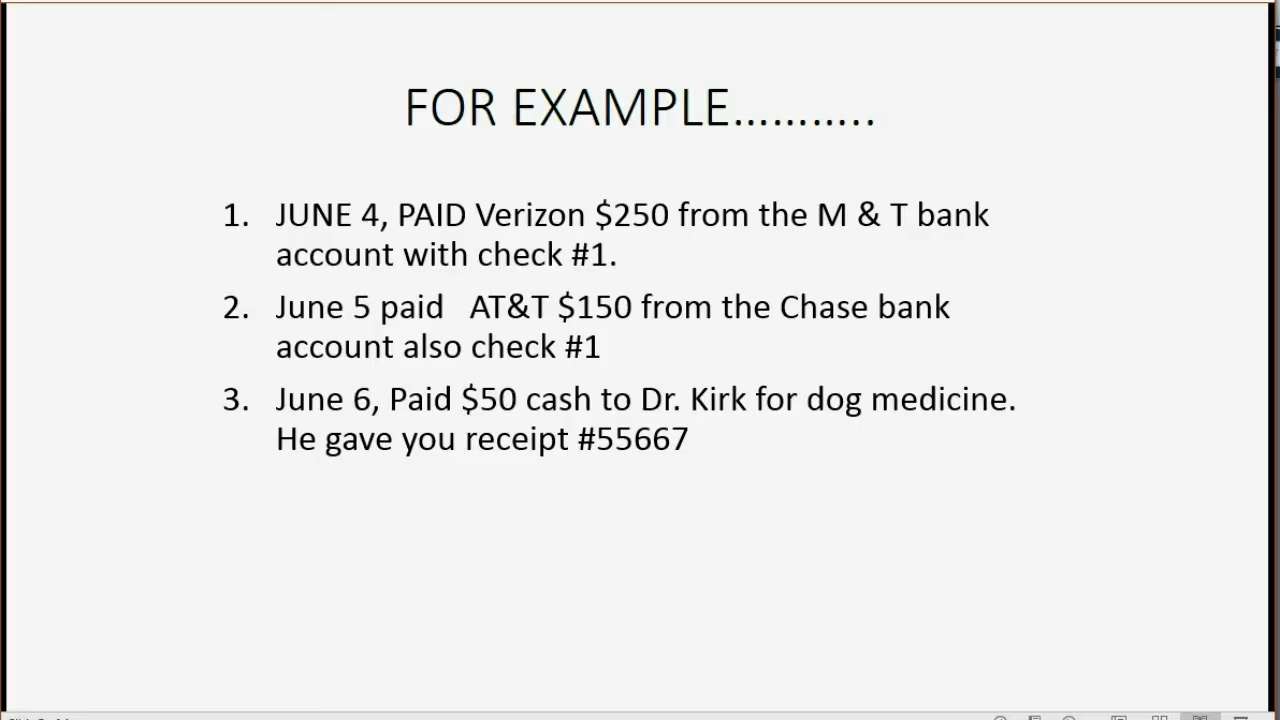 FOR EXAMPLE………..
1. JUNE 4, PAID Verizon $250 from the M & T bank
account with check #1.
2. June 5 paid   AT&T $150 from the Chase bank
account also check #1
3. June 6, Paid $50 cash to Dr. Kirk for dog medicine.
He gave you receipt #55667